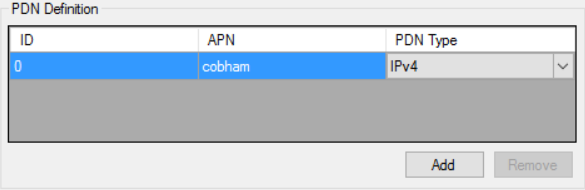 PDN Definition
ID APN PDN Type
0 cobham IPv4
Add Remove